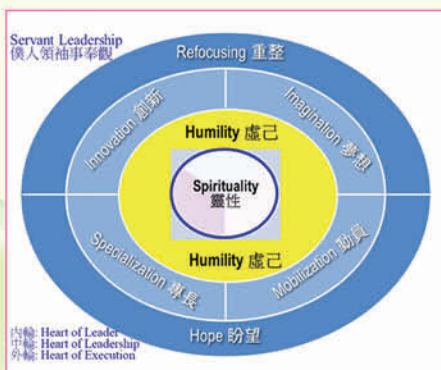 Servant Leadership
僕人領袖事奉觀
Refocusing 重整
Innovation 創新
Imagination 夢想
Humility 虛己
Spirituality
靈性
Humility 虛己
Specialization 專長
Mobilization 動員
Hope 盼望
內輪: Heart of Leader
中輪: Heart of Leadership
外輪: Heart of Execution